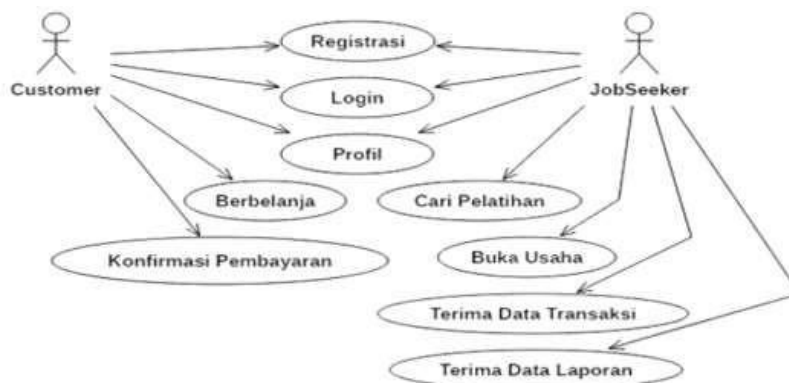 Registrasi
Customer
JobSeeker
Login
Profil
Berbelanja
Cari Pelatihan
Konfirmasi Pembayaran
Buka Usaha
Terima Data Transaksi
Terima Data Laporan